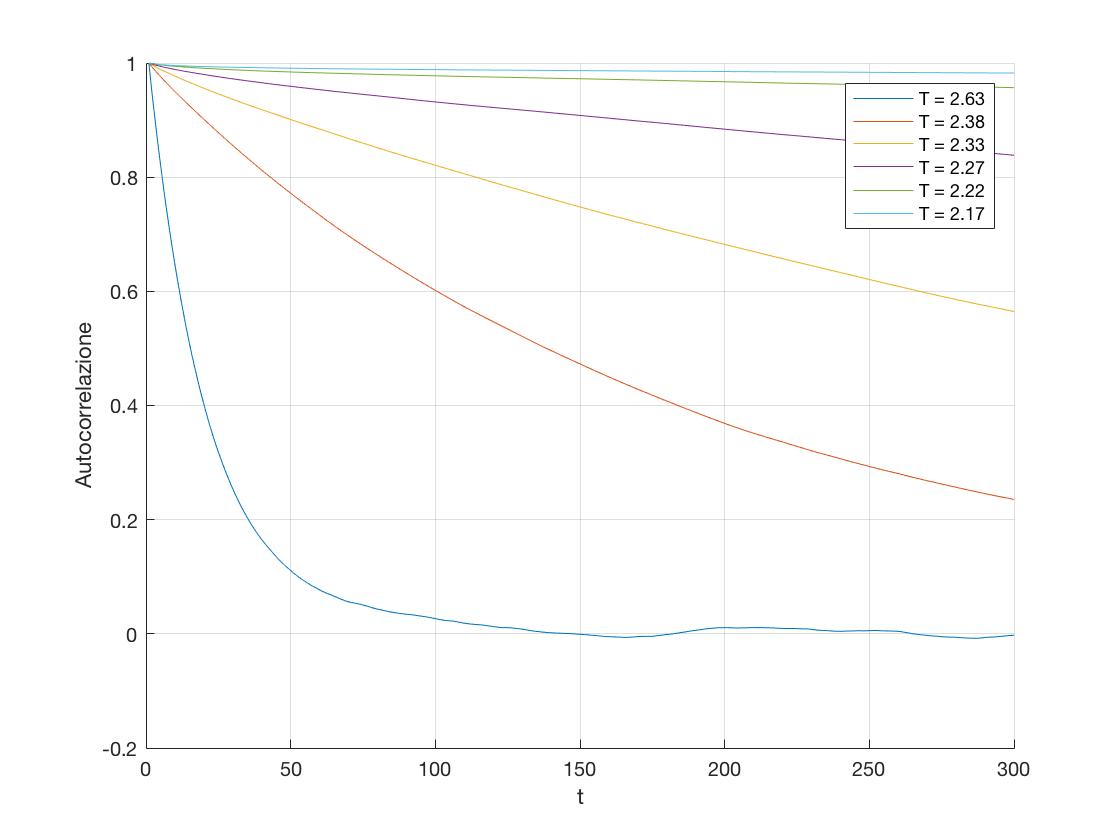 1
0.8
0.6
0.4
0.2
0
-0.2
Autocorrelazione
T = 2.63
T = 2.38
T = 2.33
T = 2.27
T = 2.22
T = 2.17
0 50 100 150 200 250 300
t